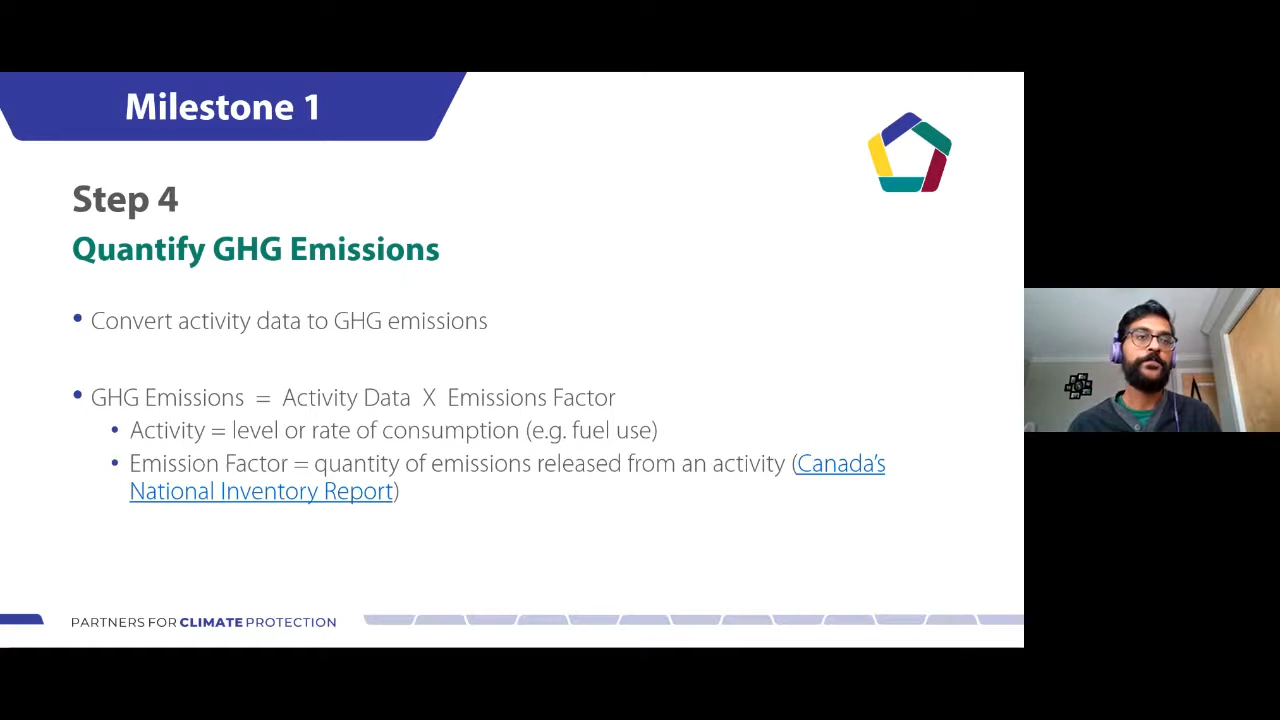 Milestone 1
Step 4
Quantify GHG Emissions
• Convert activity data to GHG emissions
• GHG Emissions = Activity Data X Emissions Factor
• Activity = level or rate of consumption (e.g. fuel use)
• Emission Factor = quantity of emissions released from an activity (Canada's
National Inventory Report)
PARTNERS FOR CLIMATE PROTECTION